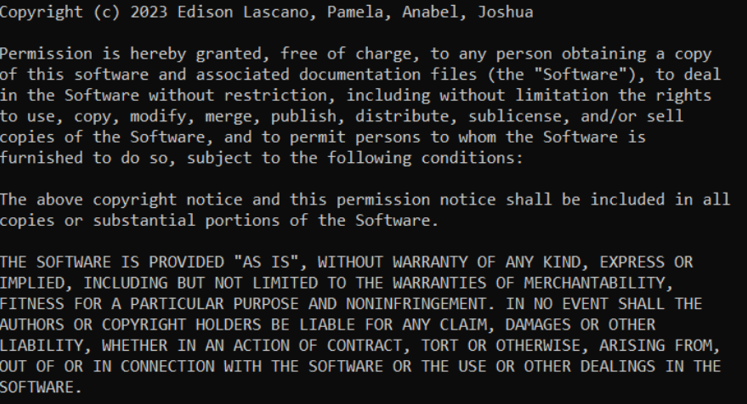 Copyright (c) 2023 Edison Lascano, Pamela, Anabel, Joshua
Permission is hereby granted, free of charge, to any person obtaining a copy
of this software and associated documentation files (the "Software"), to deal
in the Software without restriction, including without limitation the rights
to use, copy, modify, merge, publish, distribute, sublicense, and/or sell
copies of the Software, and to permit persons to whom the Software is
furnished to do so, subject to the following conditions:
The above copyright notice and this permission notice shall be included in all
copies or substantial portions of the Software.
THE SOFTWARE IS PROVIDED "AS IS", WITHOUT WARRANTY OF ANY KIND, EXPRESS OR
IMPLIED, INCLUDING BUT NOT LIMITED TO THE WARRANTIES OF MERCHANTABILITY,
FITNESS FOR A PARTICULAR PURPOSE AND NONINFRINGEMENT. IN NO EVENT SHALL THE
AUTHORS OR COPYRIGHT HOLDERS BE LIABLE FOR ANY CLAIM, DAMAGES OR OTHER
LIABILITY, WHETHER IN AN ACTION OF CONTRACT, TORT OR OTHERWISE, ARISING FROM,
OUT OF OR IN CONNECTION WITH THE SOFTWARE OR THE USE OR OTHER DEALINGS IN THE
SOFTWARE.